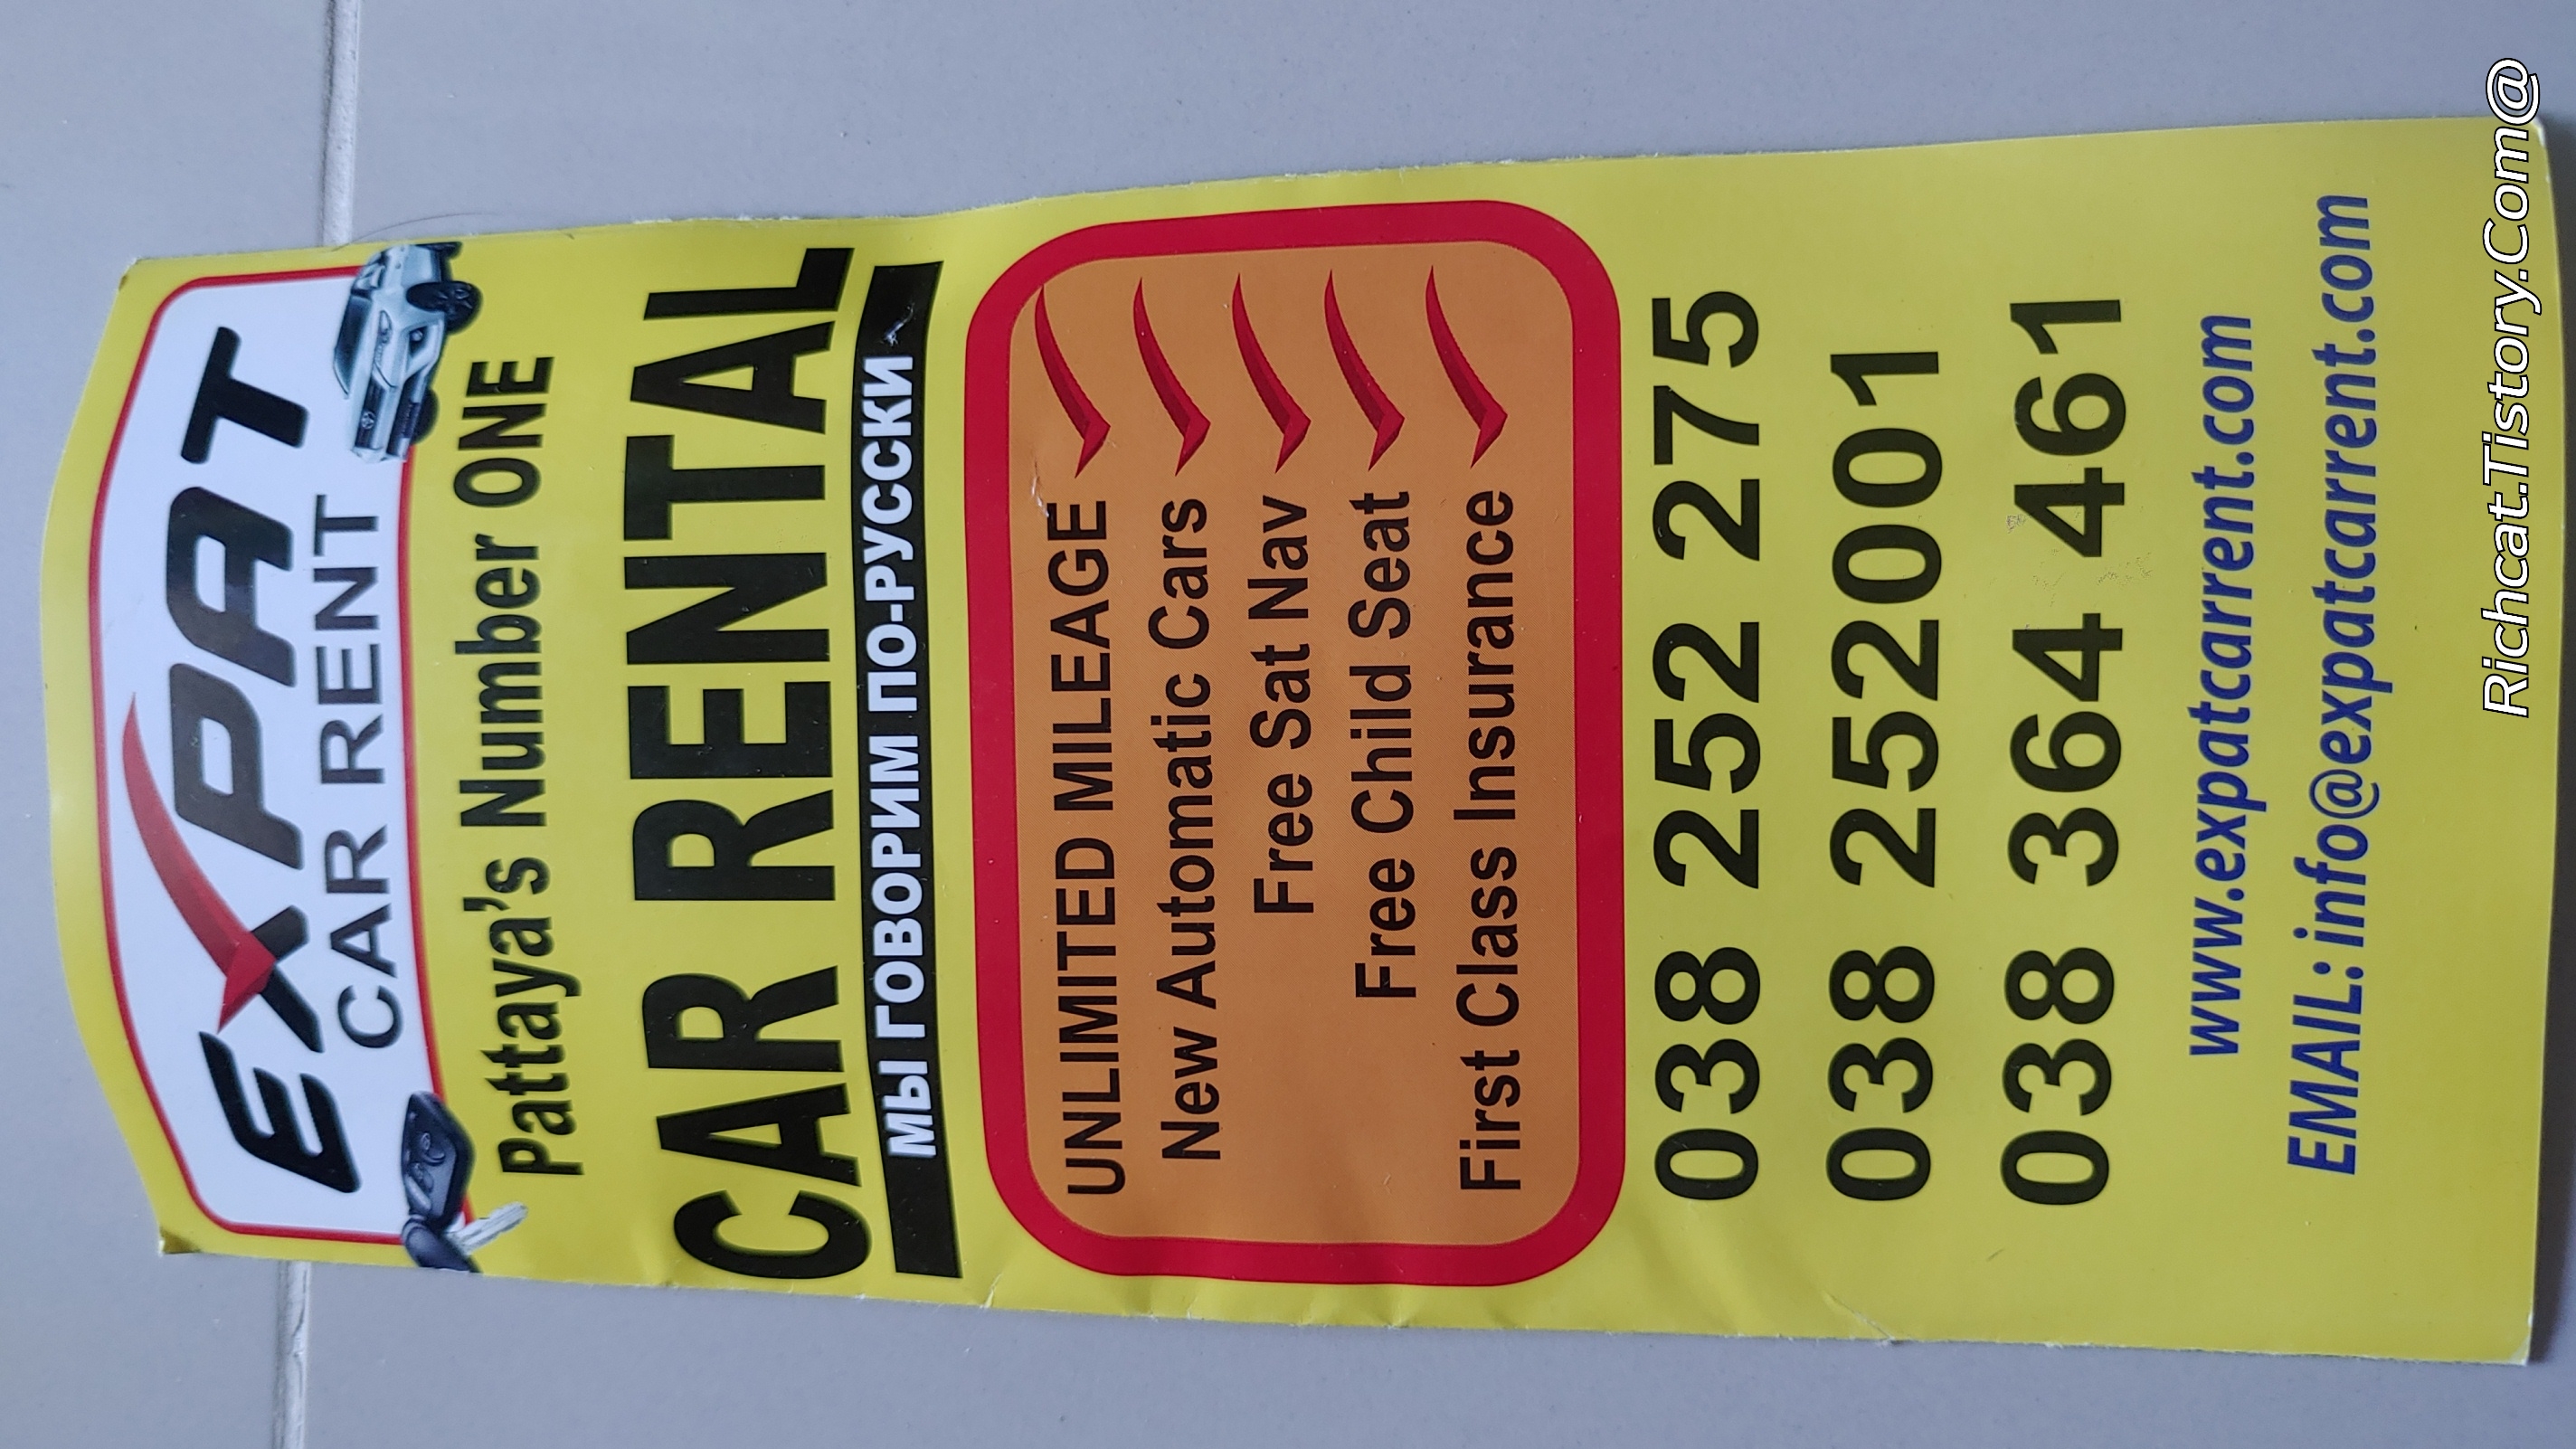 EXPAT
CAR RENT
Pattaya's Number ONE
CAR RENTAL
МЫ ГОВОРИМ ПО-РУССКИ
UNLIMITED MILEAGE
New Automatic Cars
Free Sat Nav
Free Child Seat
First Class Insurance
038 252 275
038 252001
038 364 461
www.expatcarrent.com
EMAIL: info@expatcarrent.com
Richcat.Tistory.Com@